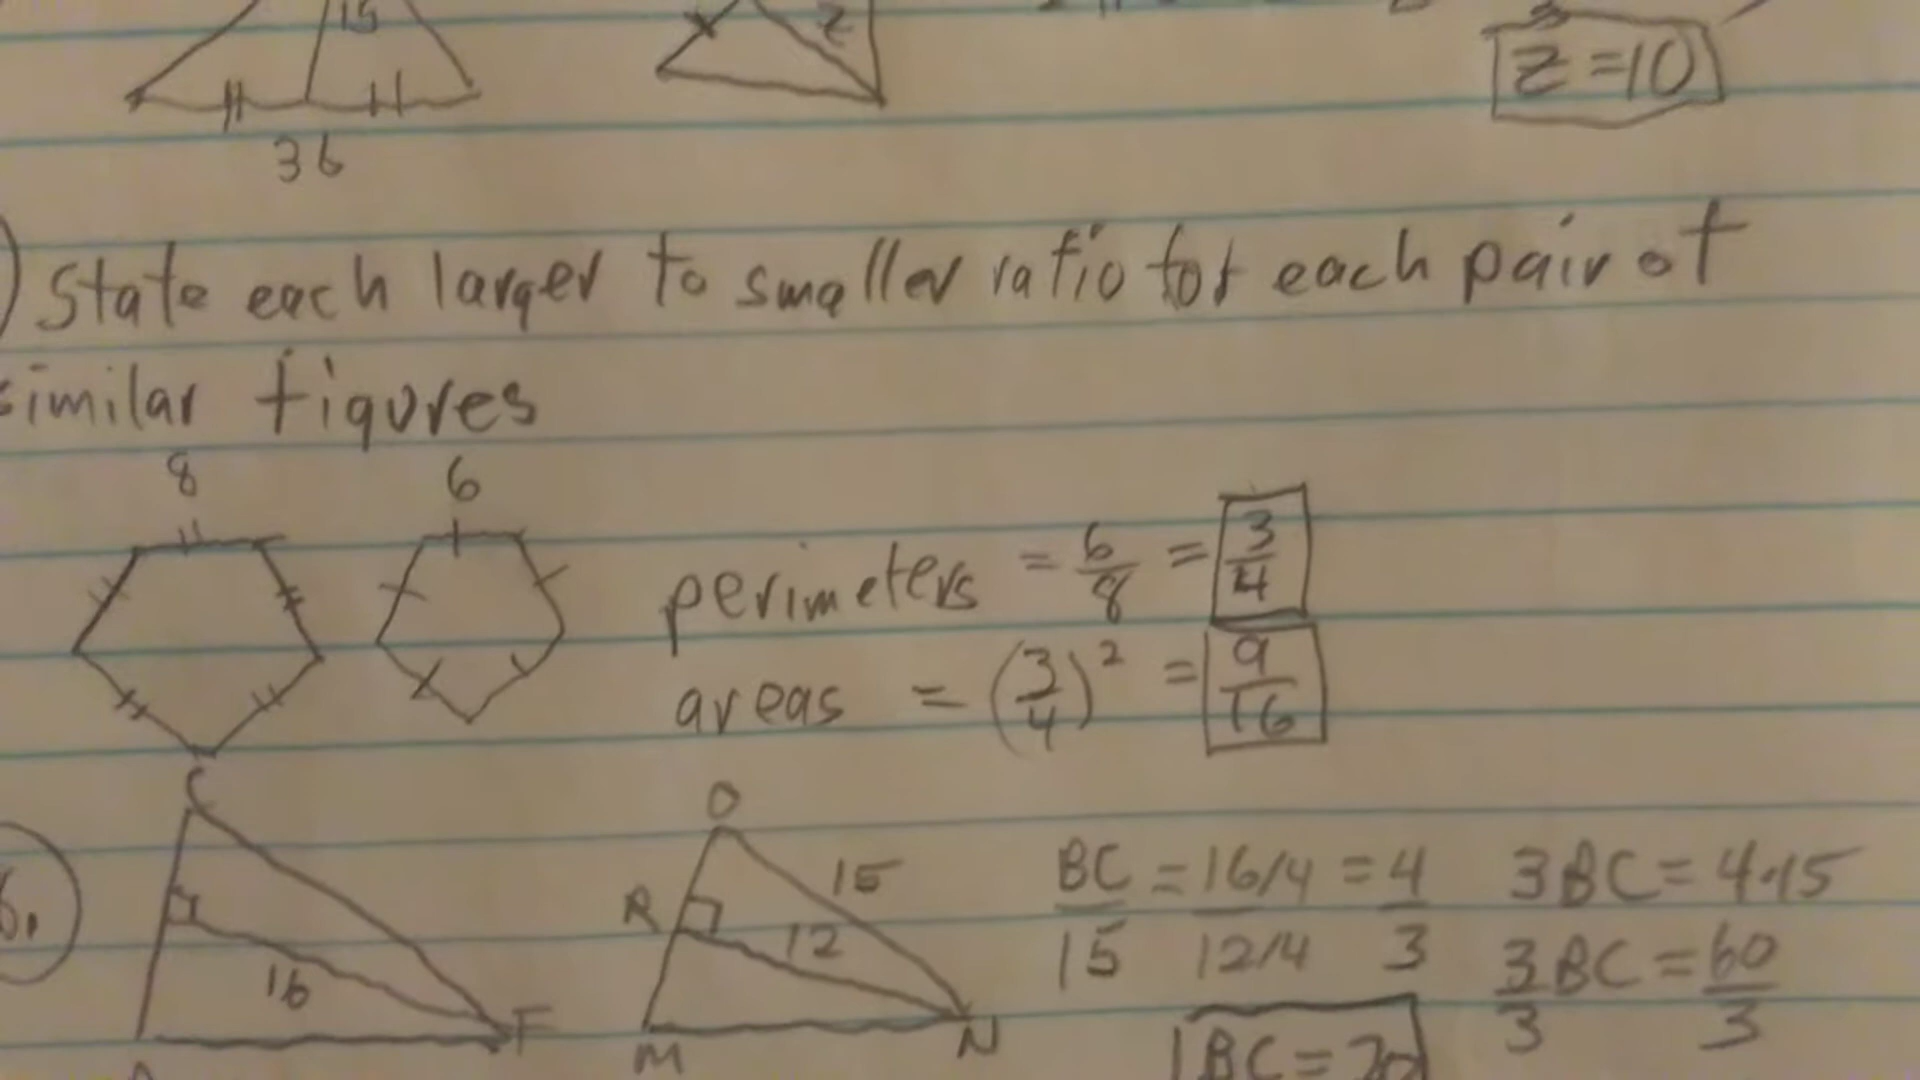 15
z
z = 10
36
State each larger to smaller ratio for each pair of
similar figures
8 6
perimeters = 6/8 = 3/4
areas = (3/4)² = 9/16
C O
15
R
12
16
F
M N
BC/15 = 16/4 / 12/4 = 4/3
3BC = 4·15
3BC/3 = 60/3
BC = 20